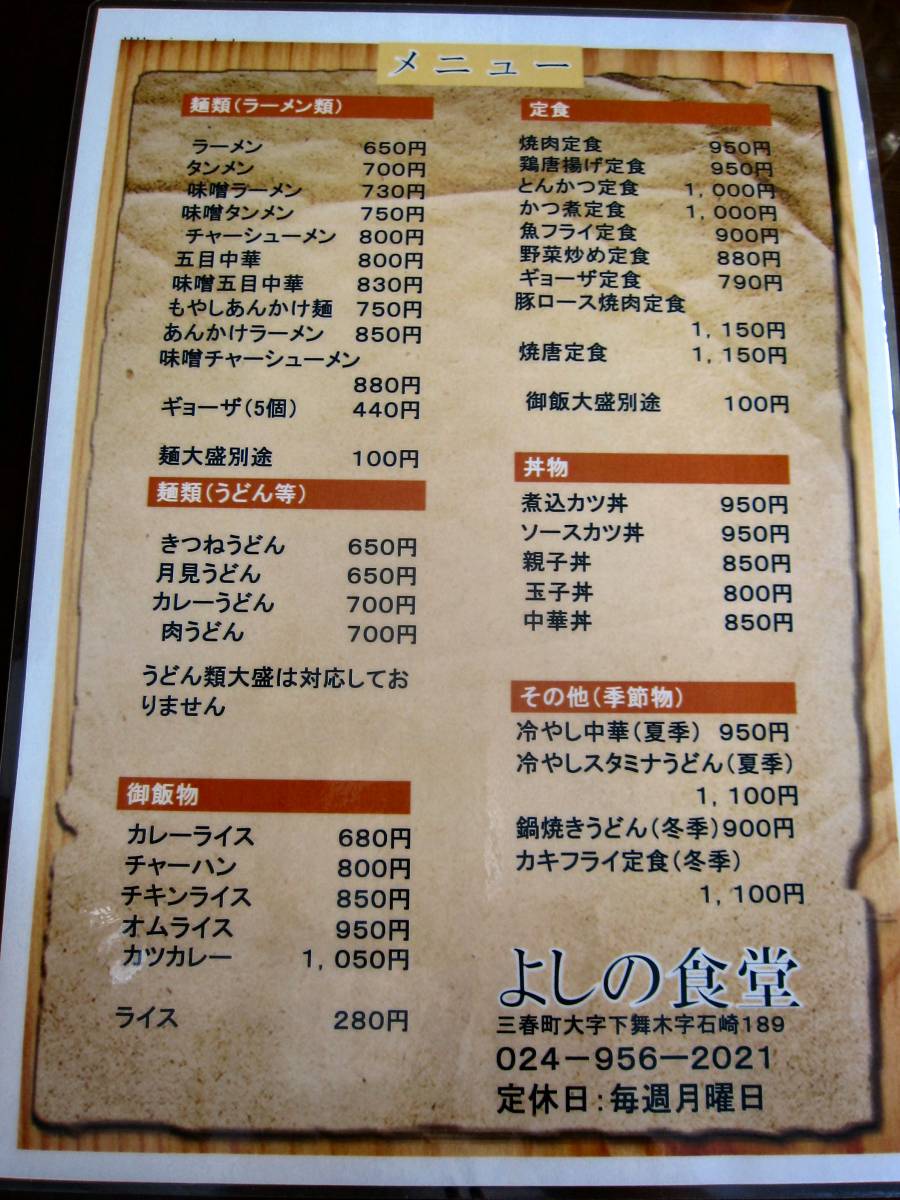 メニュー
麺類(ラーメン類)
ラーメン 650円
タンメン 700円
味噌ラーメン 730円
味噌タンメン 750円
チャーシューメン 800円
五目中華 800円
味噌五目中華 830円
もやしあんかけ麺 750円
あんかけラーメン 850円
味噌チャーシューメン
880円
ギョーザ(5個) 440円
麺大盛別途 100円
麺類(うどん等)
きつねうどん 650円
月見うどん 650円
カレーうどん 700円
肉うどん 700円
うどん類大盛は対応してお
りません
御飯物
カレーライス 680円
チャーハン 800円
チキンライス 850円
オムライス 950円
カツカレー 1,050円
ライス 280円
定食
焼肉定食 950円
鶏唐揚げ定食 950円
とんかつ定食 1,000円
かつ煮定食 1,000円
魚フライ定食 900円
野菜炒め定食 880円
ギョーザ定食 790円
豚ロース焼肉定食
1,150円
焼唐定食 1,150円
御飯大盛別途 100円
丼物
煮込カツ丼 950円
ソースカツ丼 950円
親子丼 850円
玉子丼 800円
中華丼 850円
その他(季節物)
冷やし中華(夏季) 950円
冷やしスタミナうどん(夏季)
1,100円
鍋焼きうどん(冬季)900円
カキフライ定食(冬季)
1,100円
よしの食堂
三春町大字下舞木字石崎189
024-956-2021
定休日:毎週月曜日